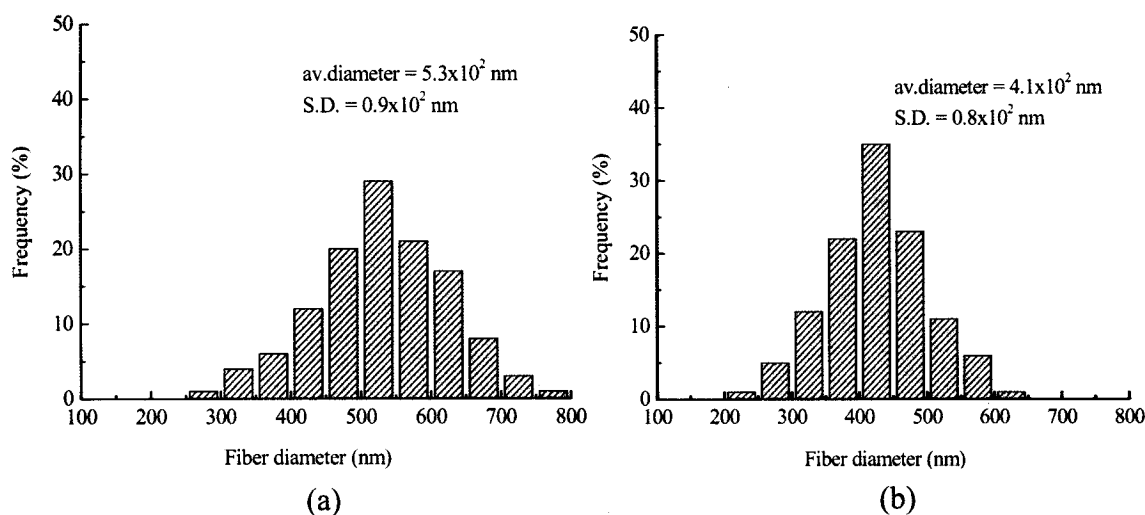 50
40
30
20
10
0
Frequency (%)
av.diameter = 5.3x10² nm
S.D. = 0.9x10² nm
100 200 300 400 500 600 700 800
Fiber diameter (nm)
(a)
50
40
30
20
10
0
Frequency (%)
av.diameter = 4.1x10² nm
S.D. = 0.8x10² nm
100 200 300 400 500 600 700 800
Fiber diameter (nm)
(b)